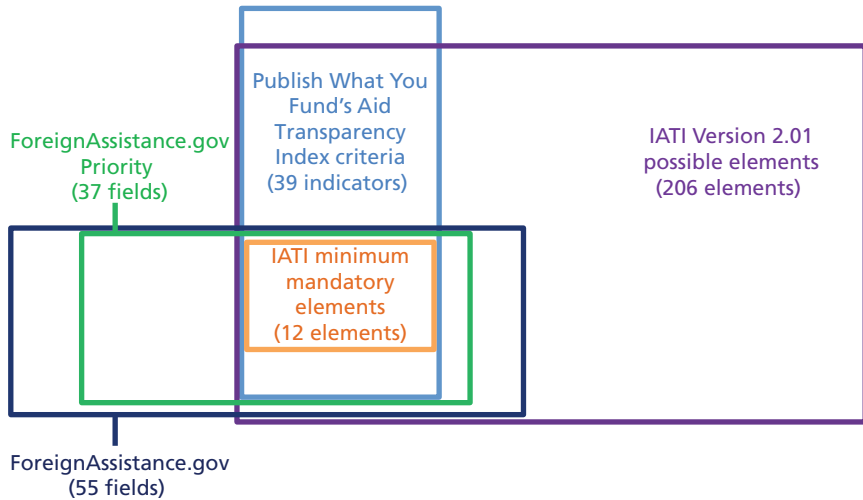 Publish What You
Fund's Aid
Transparency
Index criteria
(39 indicators)
ForeignAssistance.gov
Priority
(37 fields)
IATI Version 2.01
possible elements
(206 elements)
IATI minimum
mandatory
elements
(12 elements)
ForeignAssistance.gov
(55 fields)